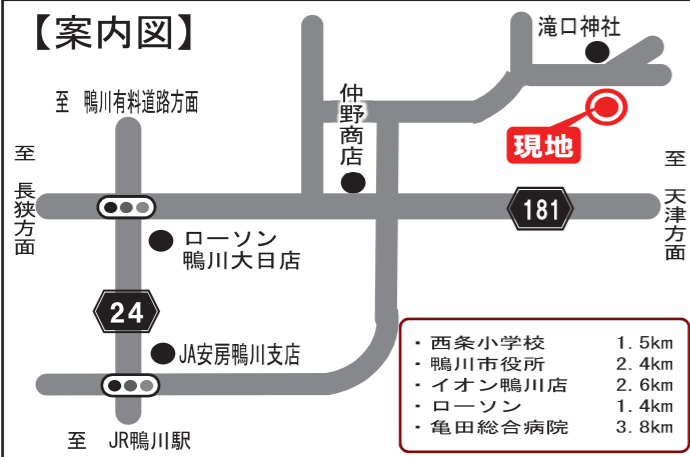 【案内図】
滝口神社
至 鴨川有料道路方面
仲野商店
現地
至 長狭方面
至 天津方面
181
ローソン
鴨川大日店
24
JA安房鴨川支店
至 JR鴨川駅
・西条小学校 1.5km
・鴨川市役所 2.4km
・イオン鴨川店 2.6km
・ローソン 1.4km
・亀田総合病院 3.8km